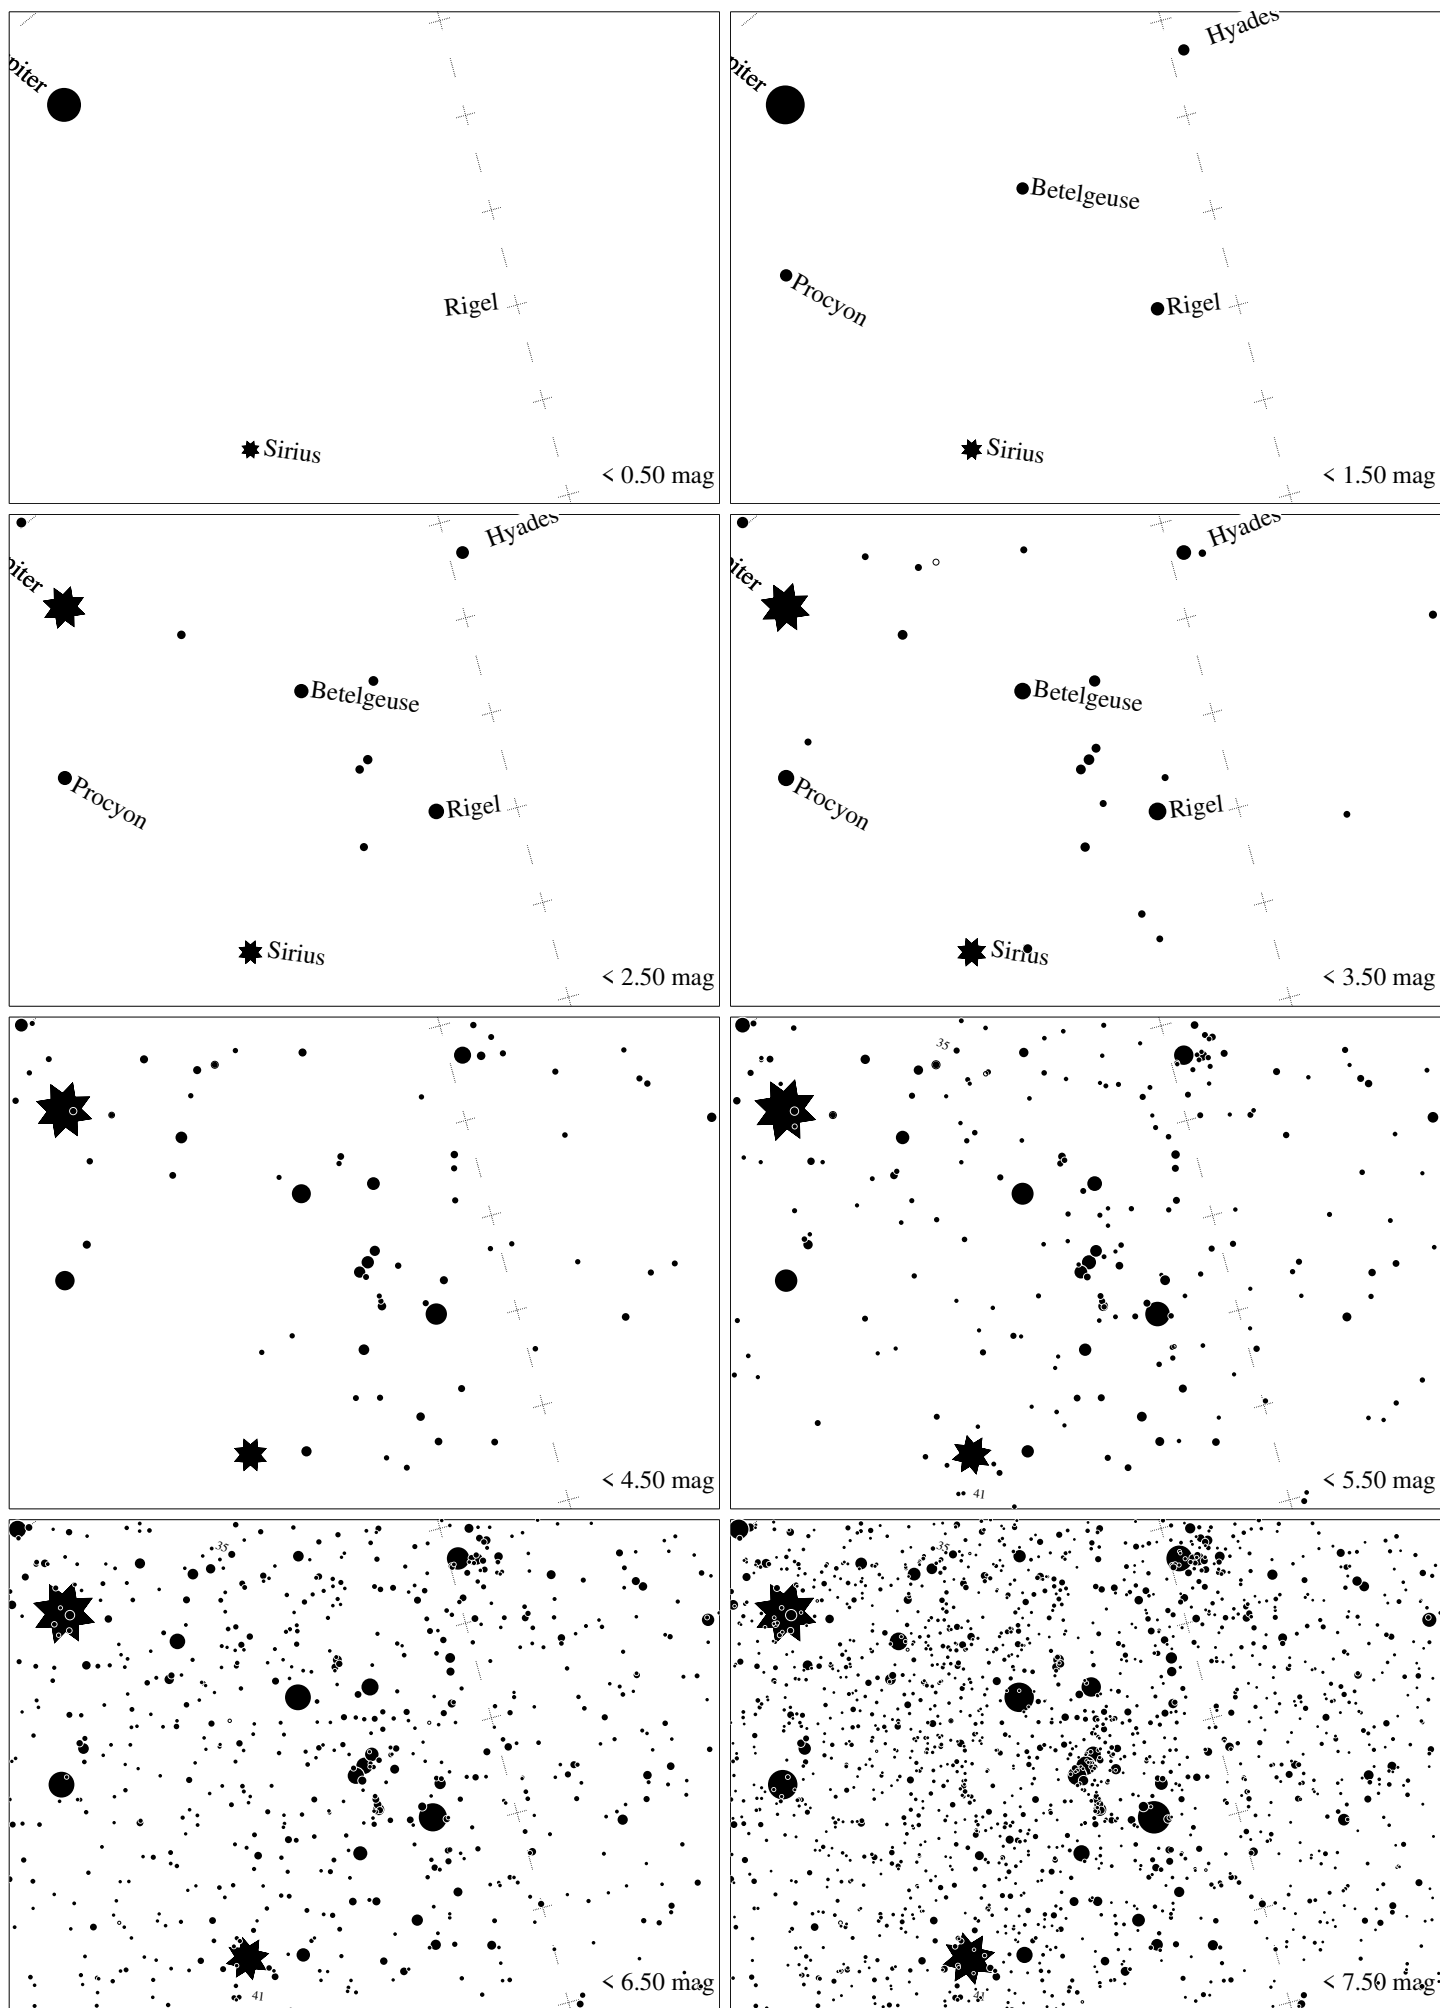 piter
Rigel
Sirius
< 0.50 mag
Hyades
piter
Betelgeuse
Procyon
Rigel
Sirius
< 1.50 mag
Hyades
piter
Betelgeuse
Procyon
Rigel
Sirius
< 2.50 mag
Hyades
piter
Betelgeuse
Procyon
Rigel
Sirius
< 3.50 mag
< 4.50 mag
35
41
< 5.50 mag
35
41
< 6.50 mag
35
41
< 7.50 mag